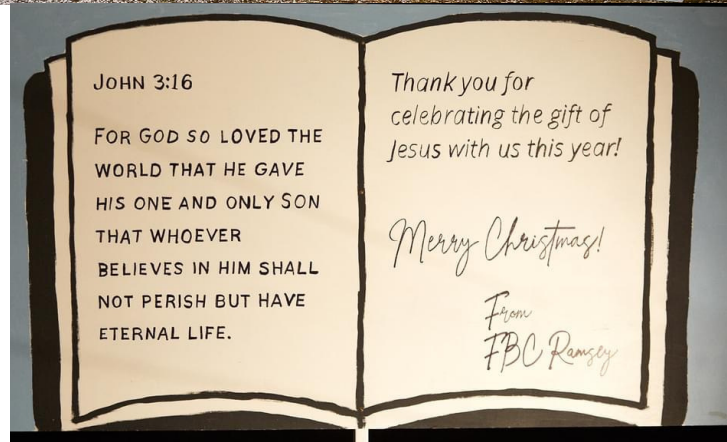 JOHN 3:16
FOR GOD SO LOVED THE
WORLD THAT HE GAVE
HIS ONE AND ONLY SON
THAT WHOEVER
BELIEVES IN HIM SHALL
NOT PERISH BUT HAVE
ETERNAL LIFE.
Thank you for
celebrating the gift of
Jesus with us this year!
Merry Christmas!
From
FBC Ramsey